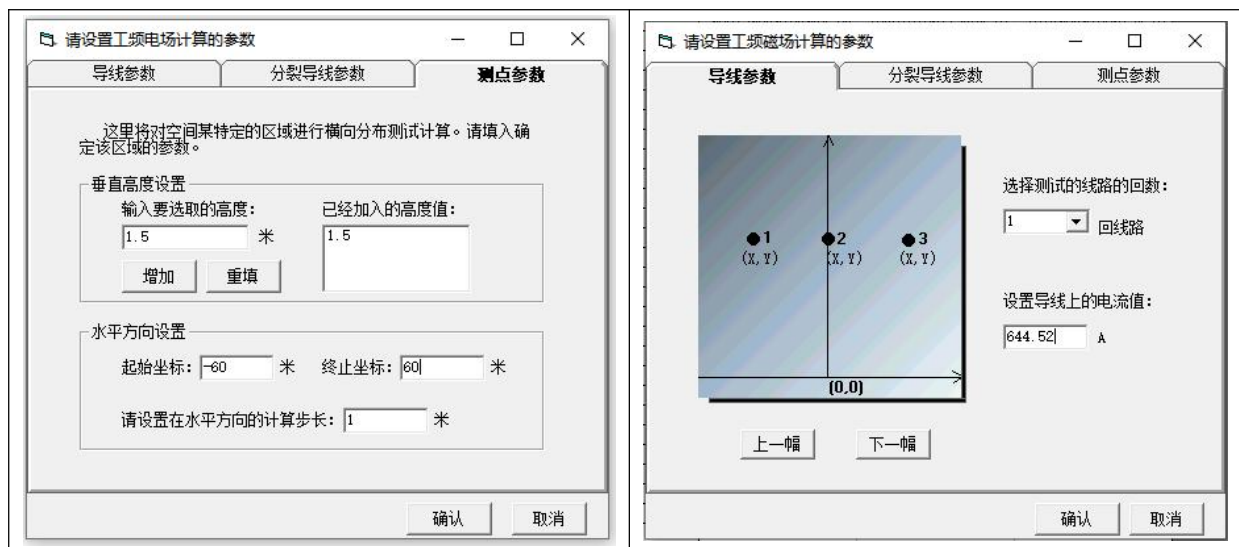 请设置工频电场计算的参数
导线参数 分裂导线参数 测点参数
这里将对空间某特定的区域进行横向分布测试计算。请填入确
定该区域的参数。
垂直高度设置
输入要选取的高度： 已经加入的高度值：
1.5 米 1.5
增加 重填
水平方向设置
起始坐标： -60 米 终止坐标： 60 米
请设置在水平方向的计算步长： 1 米
确认 取消
请设置工频磁场计算的参数
导线参数 分裂导线参数 测点参数
选择测试的线路的回数：
1 回线路
1 2 3
(X,Y) (X,Y) (X,Y)
设置导线上的电流值：
644.52 A
(0,0)
上一幅 下一幅
确认 取消